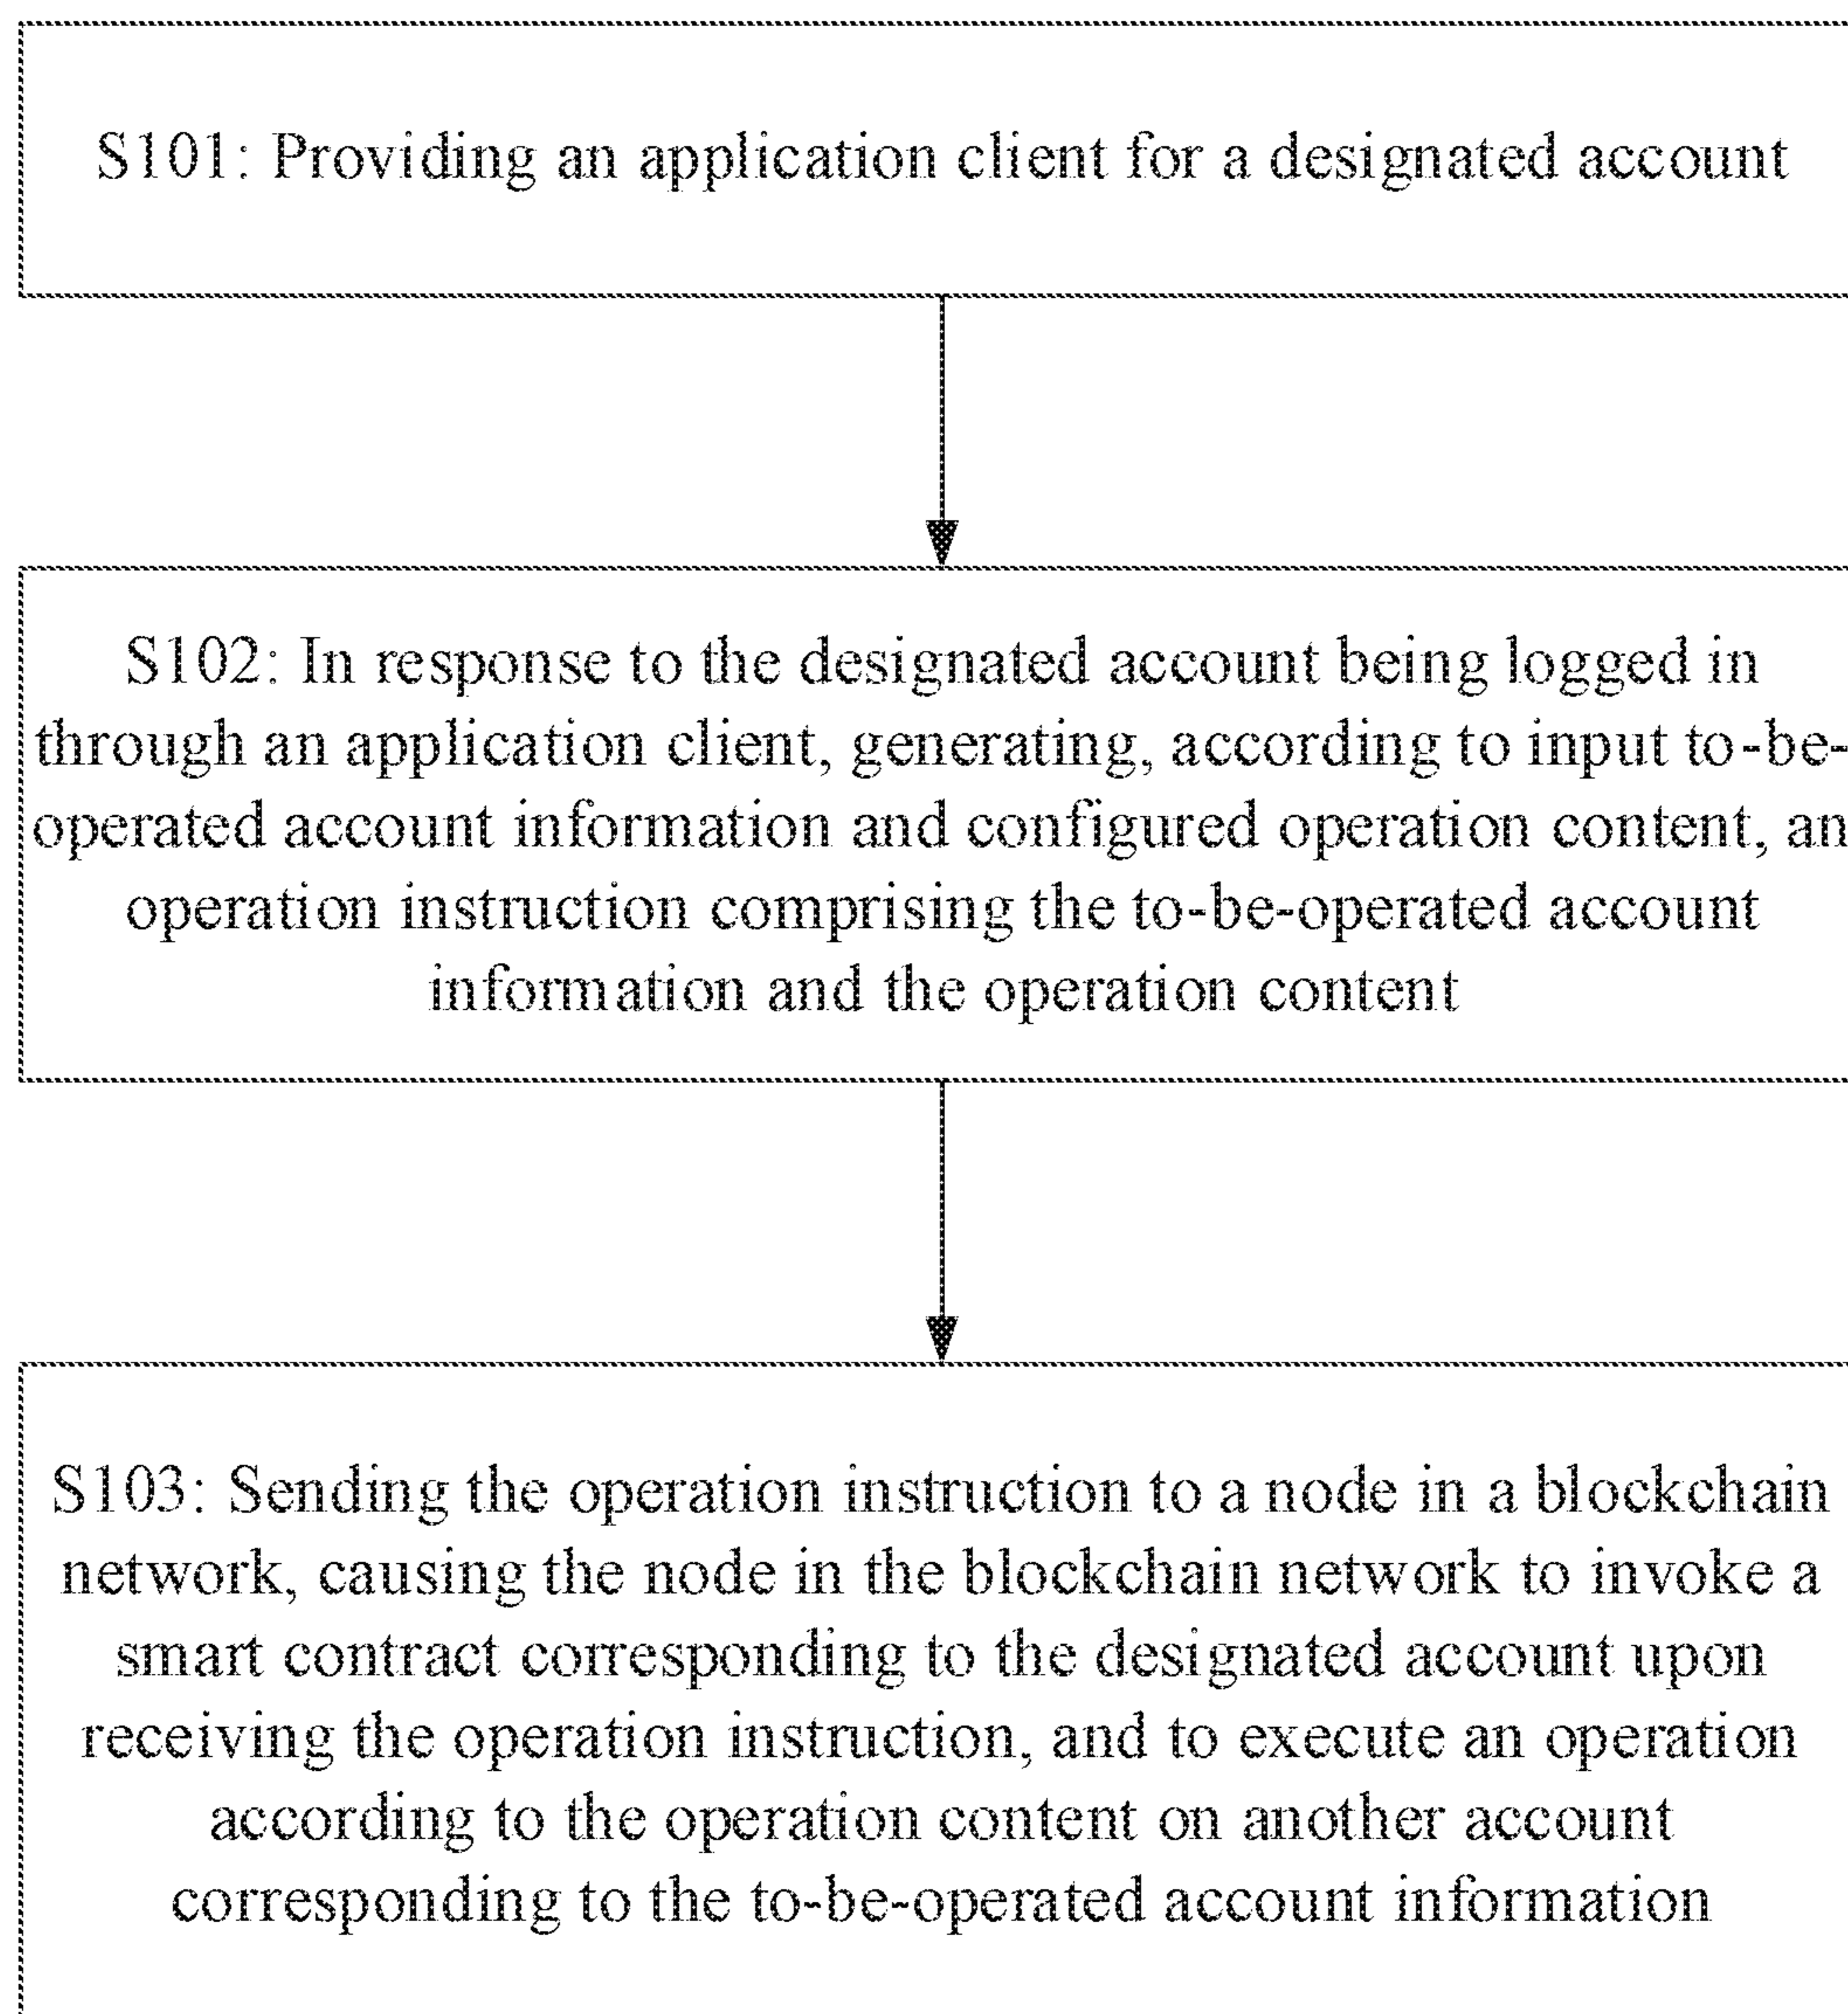 S101: Providing an application client for a designated account
S102: In response to the designated account being logged in
through an application client, generating, according to input to-be-
operated account information and configured operation content, an
operation instruction comprising the to-be-operated account
information and the operation content
S103: Sending the operation instruction to a node in a blockchain
network, causing the node in the blockchain network to invoke a
smart contract corresponding to the designated account upon
receiving the operation instruction, and to execute an operation
according to the operation content on another account
corresponding to the to-be-operated account information